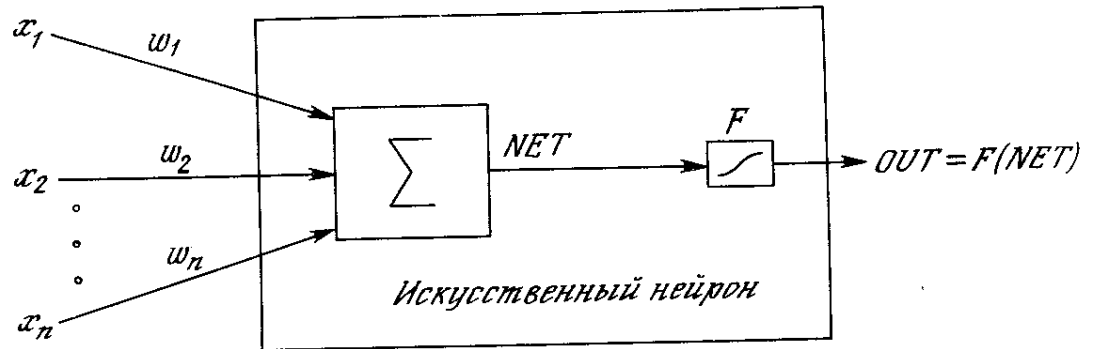 x₁
w₁
F
NET
Σ
OUT = F(NET)
w₂
x₂
wₙ
Искусственный нейрон
xₙ